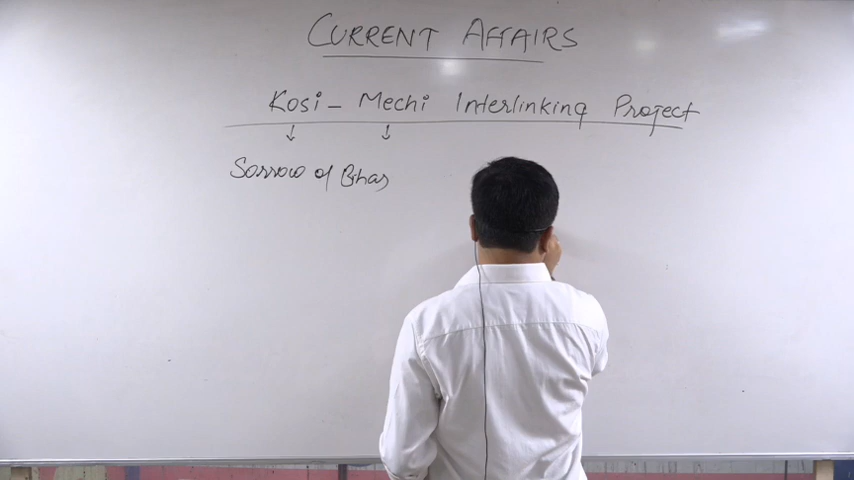 CURRENT AFFAIRS
Kosi - Mechi Interlinking Project
Sorrow of Bihar